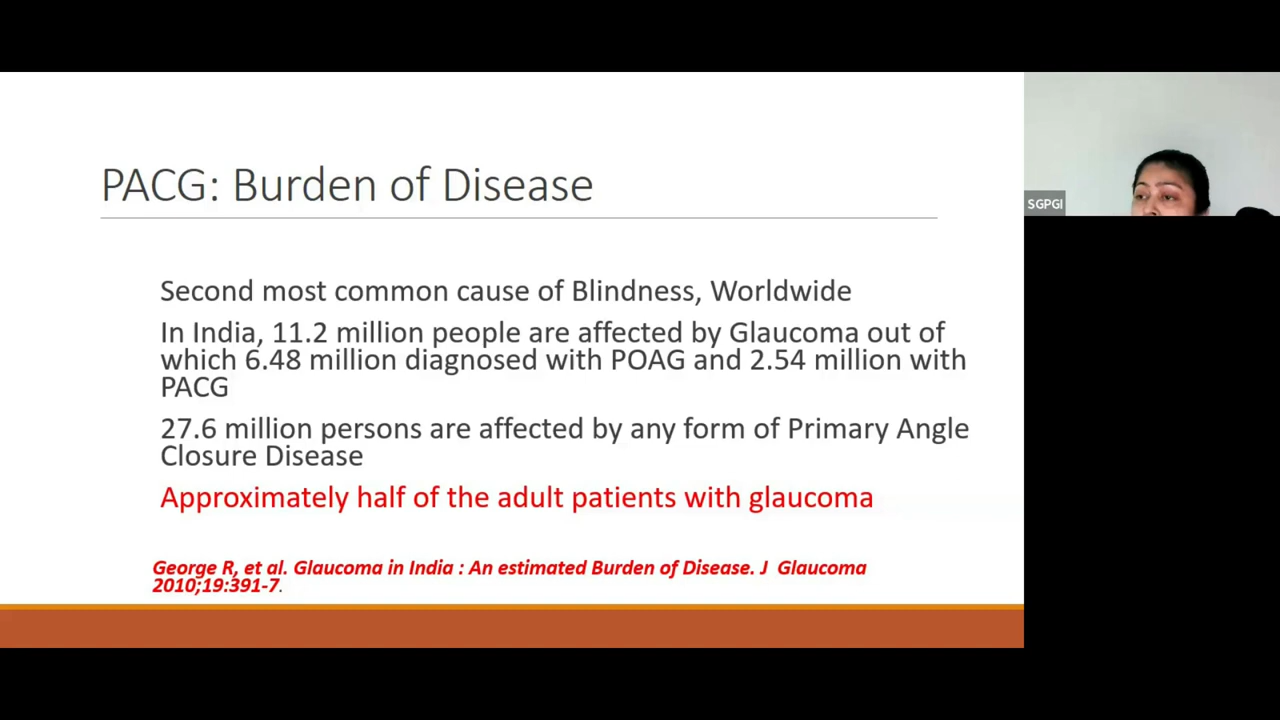 PACG: Burden of Disease
SGPGI
Second most common cause of Blindness, Worldwide
In India, 11.2 million people are affected by Glaucoma out of
which 6.48 million diagnosed with POAG and 2.54 million with
PACG
27.6 million persons are affected by any form of Primary Angle
Closure Disease
Approximately half of the adult patients with glaucoma
George R, et al. Glaucoma in India : An estimated Burden of Disease. J Glaucoma
2010;19:391-7.